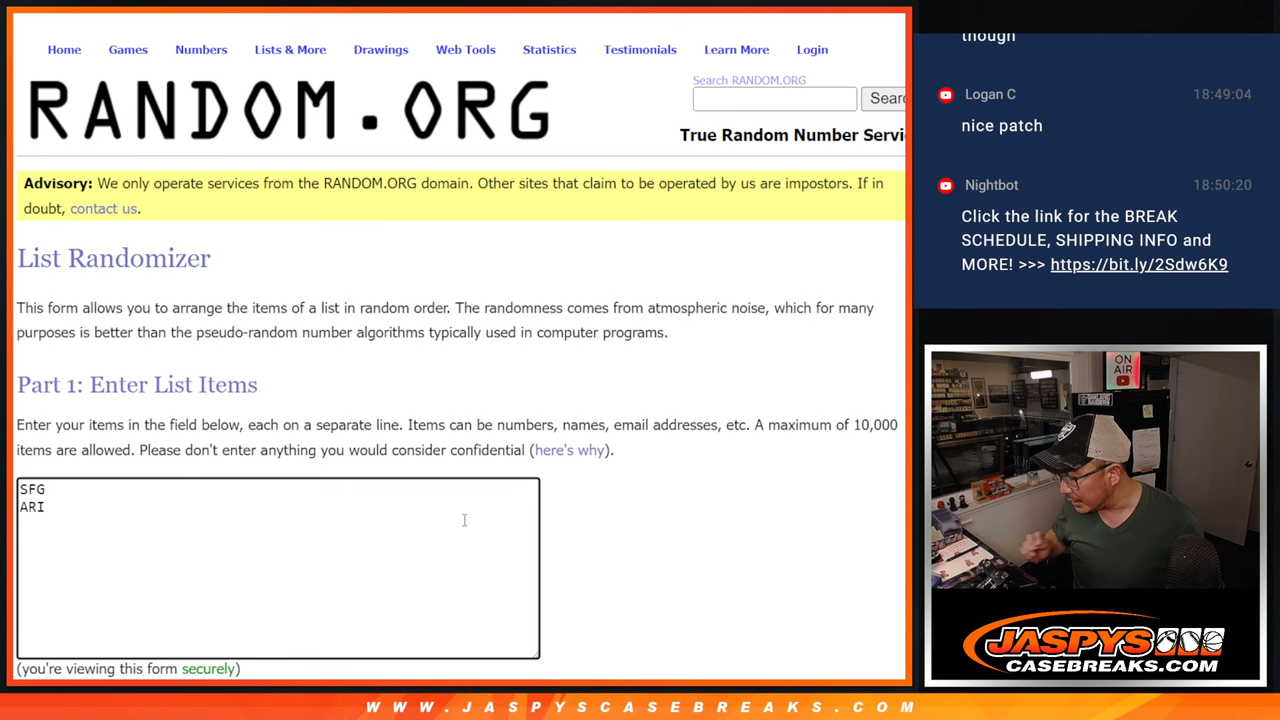 Home Games Numbers Lists & More Drawings Web Tools Statistics Testimonials Learn More Login
RANDOM.ORG
Search RANDOM.ORG
Searc
True Random Number Servi
Advisory: We only operate services from the RANDOM.ORG domain. Other sites that claim to be operated by us are impostors. If in
doubt, contact us.
List Randomizer
This form allows you to arrange the items of a list in random order. The randomness comes from atmospheric noise, which for many
purposes is better than the pseudo-random number algorithms typically used in computer programs.
Part 1: Enter List Items
Enter your items in the field below, each on a separate line. Items can be numbers, names, email addresses, etc. A maximum of 10,000
items are allowed. Please don't enter anything you would consider confidential (here's why).
SFG
ARI
(you're viewing this form securely)
though
Logan C 18:49:04
nice patch
Nightbot 18:50:20
Click the link for the BREAK
SCHEDULE, SHIPPING INFO and
MORE! >>> https://bit.ly/2Sdw6K9
ON
AIR
JASPYS
CASEBREAKS.COM
WWW.JASPYSCASEBREAKS.COM